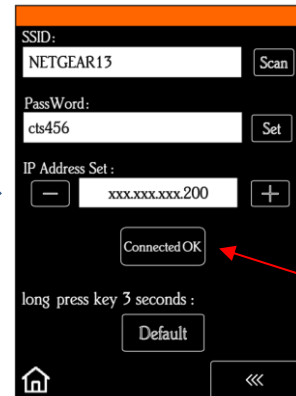 SSID:
NETGEAR13 Scan
PassWord:
cts456 Set
IP Address Set :
− xxx.xxx.xxx.200 +
Connected OK
long press key 3 seconds :
Default
<<<